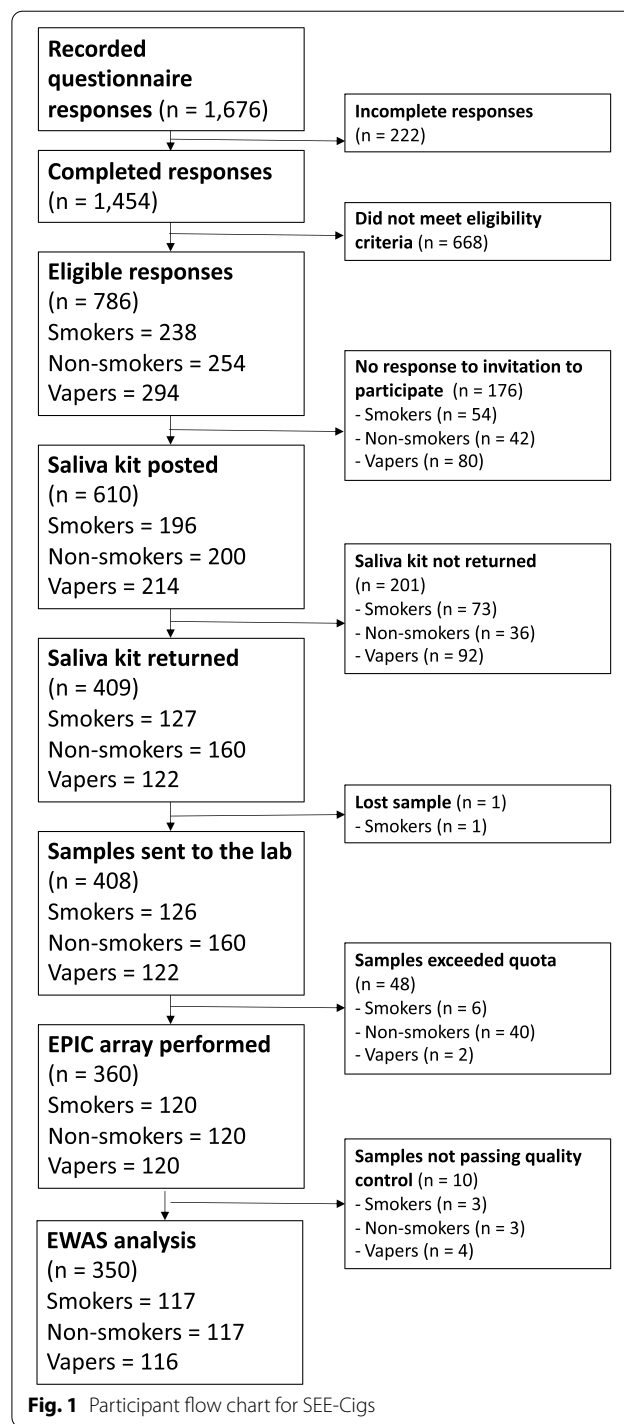 Recorded
questionnaire
responses (n = 1,676)
Incomplete responses
(n = 222)
Completed responses
(n = 1,454)
Did not meet eligibility
criteria (n = 668)
Eligible responses
(n = 786)
Smokers = 238
Non-smokers = 254
Vapers = 294
No response to invitation to
participate (n = 176)
- Smokers (n = 54)
- Non-smokers (n = 42)
- Vapers (n = 80)
Saliva kit posted
(n = 610)
Smokers = 196
Non-smokers = 200
Vapers = 214
Saliva kit not returned
(n = 201)
- Smokers (n = 73)
- Non-smokers (n = 36)
- Vapers (n = 92)
Saliva kit returned
(n = 409)
Smokers = 127
Non-smokers = 160
Vapers = 122
Lost sample (n = 1)
- Smokers (n = 1)
Samples sent to the lab
(n = 408)
Smokers = 126
Non-smokers = 160
Vapers = 122
Samples exceeded quota
(n = 48)
- Smokers (n = 6)
- Non-smokers (n = 40)
- Vapers (n = 2)
EPIC array performed
(n = 360)
Smokers = 120
Non-smokers = 120
Vapers = 120
Samples not passing quality
control (n = 10)
- Smokers (n = 3)
- Non-smokers (n = 3)
- Vapers (n = 4)
EWAS analysis
(n = 350)
Smokers = 117
Non-smokers = 117
Vapers = 116
Fig. 1 Participant flow chart for SEE-Cigs